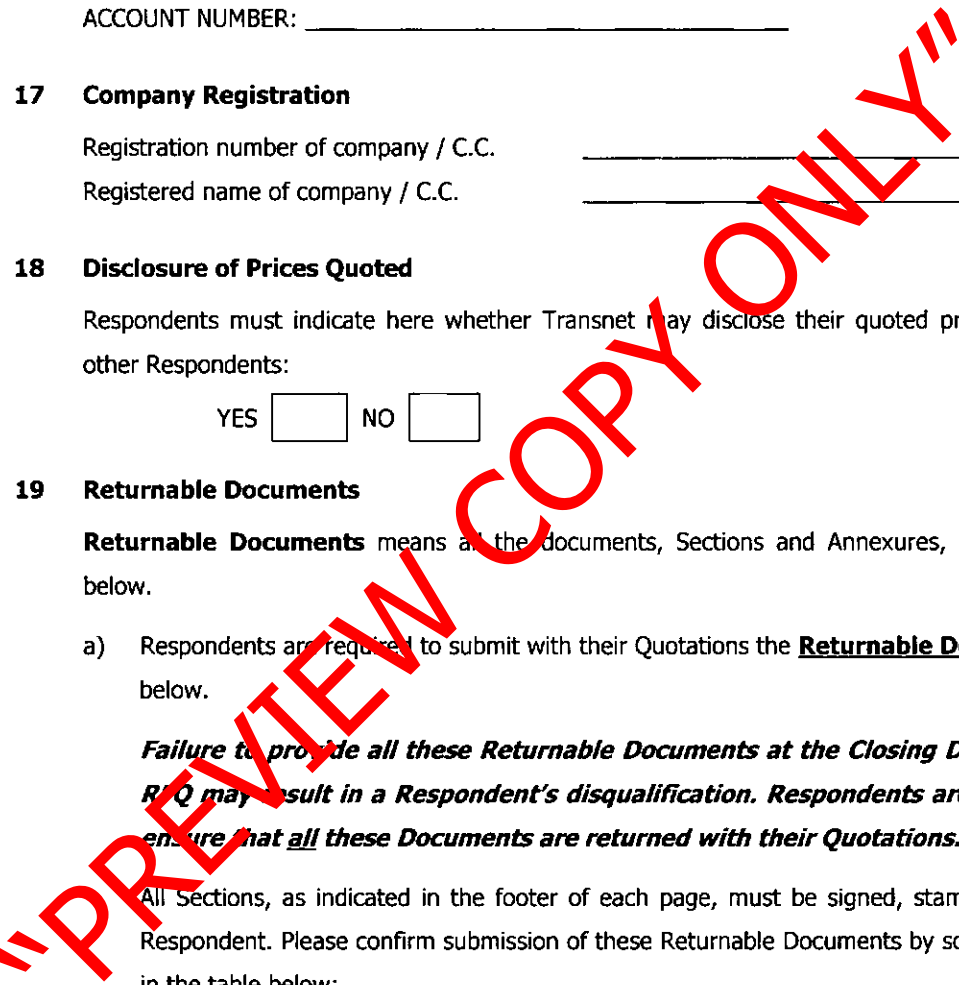 ACCOUNT NUMBER:
17 Company Registration
Registration number of company / C.C.
Registered name of company / C.C.
18 Disclosure of Prices Quoted
Respondents must indicate here whether Transnet may disclose their quoted pr
other Respondents:
YES NO
19 Returnable Documents
Returnable Documents means all the documents, Sections and Annexures,
below.
a) Respondents are required to submit with their Quotations the Returnable D
below.
Failure to provide all these Returnable Documents at the Closing D
RFQ may result in a Respondent's disqualification. Respondents ar
ensure that all these Documents are returned with their Quotations.
All Sections, as indicated in the footer of each page, must be signed, stam
Respondent. Please confirm submission of these Returnable Documents by so
in the table below:
"PREVIEW COPY ONLY"